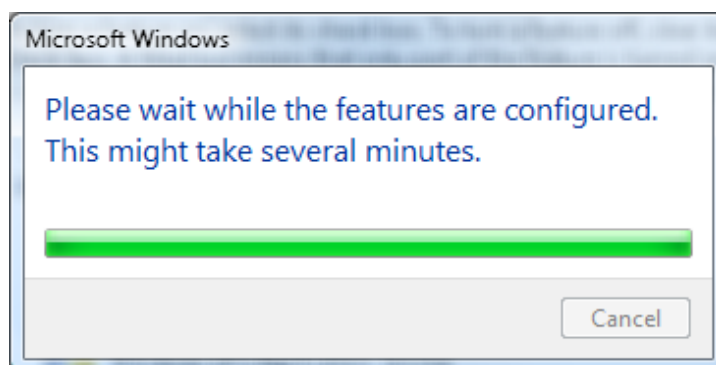 Microsoft Windows
Please wait while the features are configured.
This might take several minutes.
Cancel